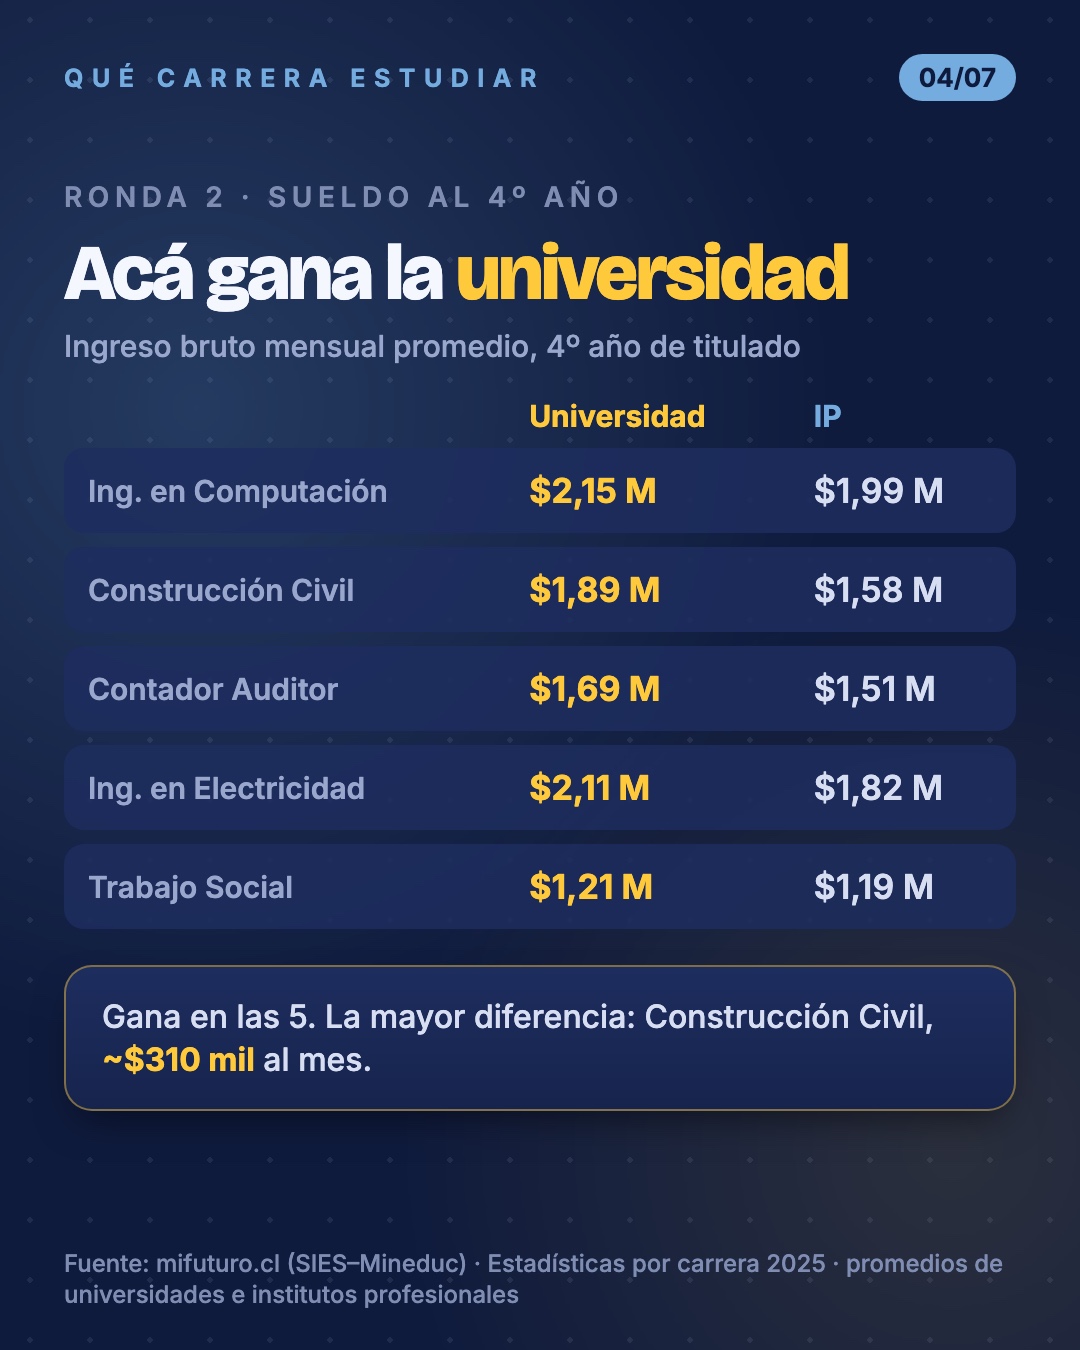 QUÉ CARRERA ESTUDIAR
04/07
RONDA 2 · SUELDO AL 4º AÑO
Acá gana la universidad
Ingreso bruto mensual promedio, 4º año de titulado
Universidad IP
Ing. en Computación $2,15 M $1,99 M
Construcción Civil $1,89 M $1,58 M
Contador Auditor $1,69 M $1,51 M
Ing. en Electricidad $2,11 M $1,82 M
Trabajo Social $1,21 M $1,19 M
Gana en las 5. La mayor diferencia: Construcción Civil,
~$310 mil al mes.
Fuente: mifuturo.cl (SIES–Mineduc) · Estadísticas por carrera 2025 · promedios de
universidades e institutos profesionales